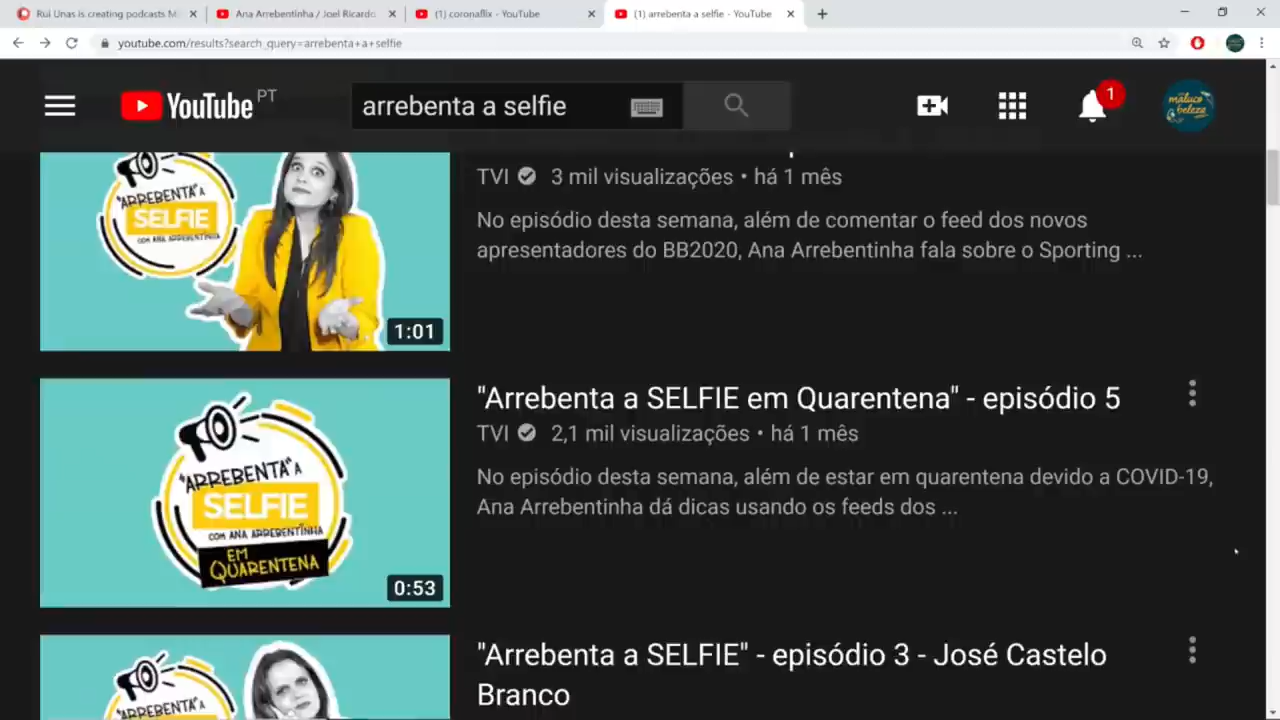 Rui Unas is creating podcasts M
Ana Arrebentinha / Joel Ricardo
(1) coronaflix - YouTube
(1) arrebenta a selfie - YouTube
youtube.com/results?search_query=arrebenta+a+selfie
YouTube PT
arrebenta a selfie
1
maluco
beleza
"ARREBENTA" A
SELFIE
COM ANA ARREBENTINHA
1:01
TVI 3 mil visualizações • há 1 mês
No episódio desta semana, além de comentar o feed dos novos
apresentadores do BB2020, Ana Arrebentinha fala sobre o Sporting ...
"ARREBENTA" A
SELFIE
COM ANA ARREBENTINHA
EM
QUARENTENA
0:53
"Arrebenta a SELFIE em Quarentena" - episódio 5
TVI 2,1 mil visualizações • há 1 mês
No episódio desta semana, além de estar em quarentena devido a COVID-19,
Ana Arrebentinha dá dicas usando os feeds dos ...
"ARREBENTA" A
"Arrebenta a SELFIE" - episódio 3 - José Castelo
Branco